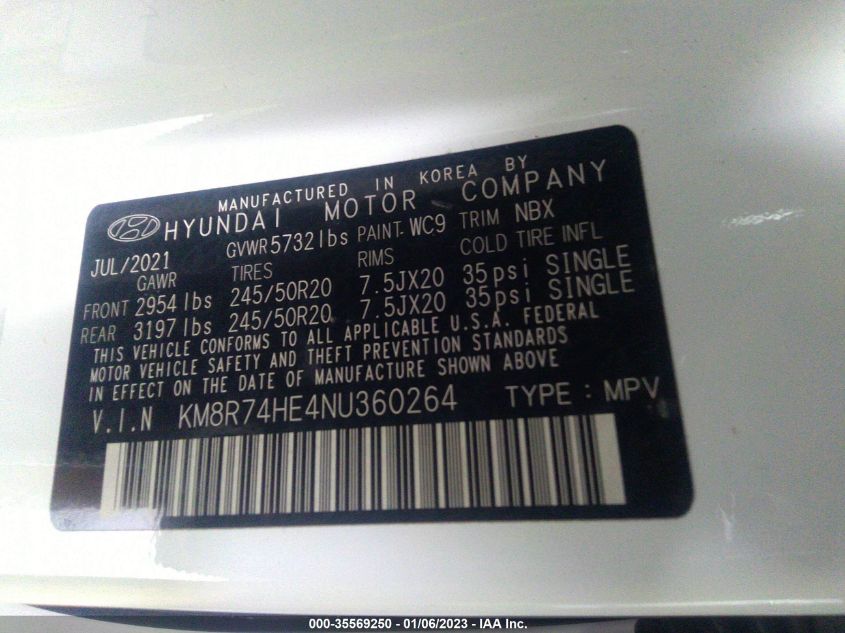 MANUFACTURED IN KOREA BY
HYUNDAI MOTOR COMPANY
JUL/2021 GVWR 5732 lbs PAINT. WC9 TRIM NBX
GAWR TIRES RIMS COLD TIRE INFL
FRONT 2954 lbs 245/50R20 7.5JX20 35psi SINGLE
REAR 3197 lbs 245/50R20 7.5JX20 35psi SINGLE
THIS VEHICLE CONFORMS TO ALL APPLICABLE U.S.A. FEDERAL
MOTOR VEHICLE SAFETY AND THEFT PREVENTION STANDARDS
IN EFFECT ON THE DATE OF MANUFACTURE SHOWN ABOVE
V.I.N KM8R74HE4NU360264 TYPE : MPV
000-35569250 - 01/06/2023 - IAA Inc.